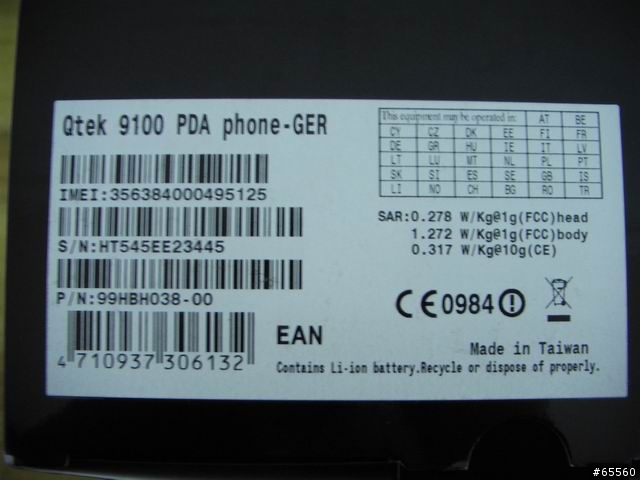 Qtek 9100 PDA phone-GER
This equipment may be operated in: AT BE
CY CZ DK EE FI FR
DE GR HU IE IT LV
LT LU MT NL PL PT
SK SI ES SE GB IS
LI NO CH BG RO TR
IMEI:356384000495125
SAR:0.278 W/Kg@1g(FCC)head
1.272 W/Kg@1g(FCC)body
0.317 W/Kg@10g(CE)
S/N:HT545EE23445
P/N:99HBH038-00
CE0984
EAN
4 710937 306132
Made in Taiwan
Contains Li-ion battery.Recycle or dispose of properly.
#65560